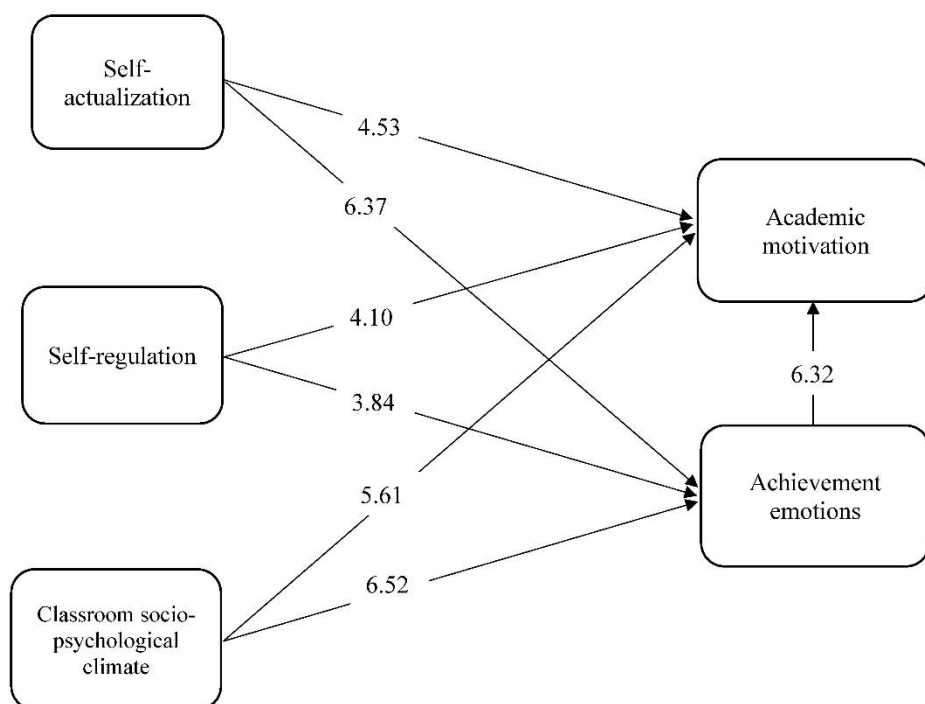 Self-
actualization
4.53
6.37
Academic
motivation
Self-regulation
4.10
3.84
6.32
Achievement
emotions
5.61
6.52
Classroom socio-
psychological
climate